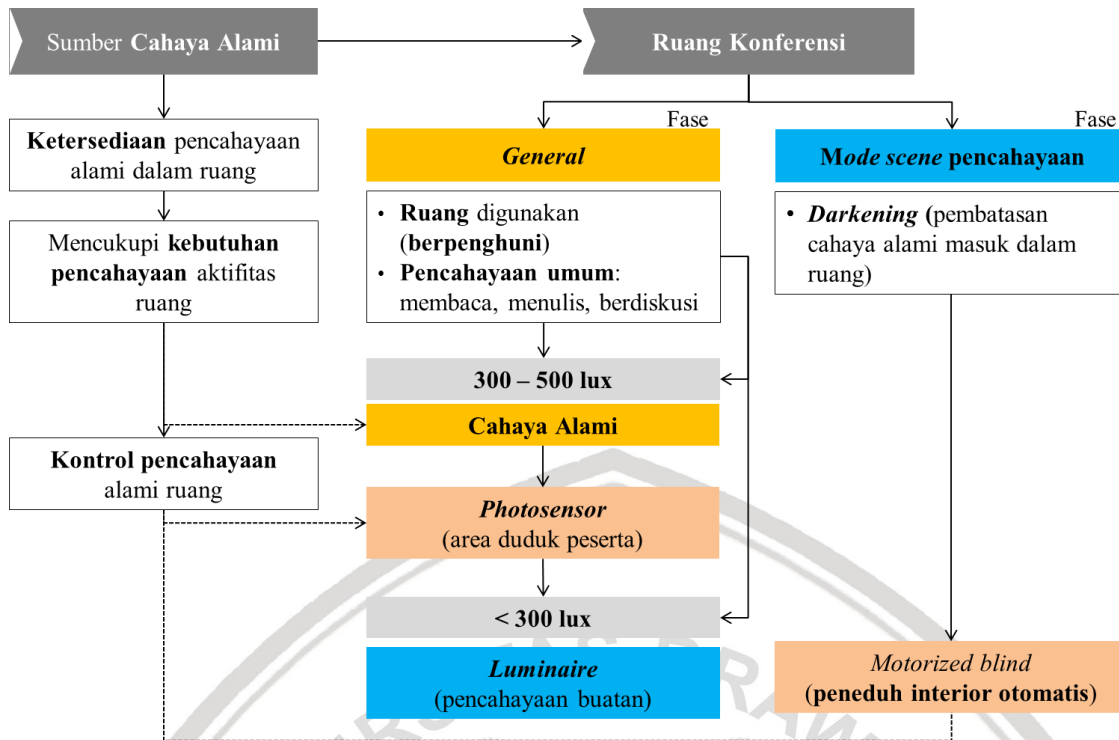 Sumber Cahaya Alami
Ruang Konferensi
Ketersediaan pencahayaan
alami dalam ruang
Mencukupi kebutuhan
pencahayaan aktifitas
ruang
Kontrol pencahayaan
alami ruang
Fase
General
• Ruang digunakan
(berpenghuni)
• Pencahayaan umum:
membaca, menulis, berdiskusi
300 – 500 lux
Cahaya Alami
Photosensor
(area duduk peserta)
< 300 lux
Luminaire
(pencahayaan buatan)
Fase
Mode scene pencahayaan
• Darkening (pembatasan
cahaya alami masuk dalam
ruang)
Motorized blind
(peneduh interior otomatis)